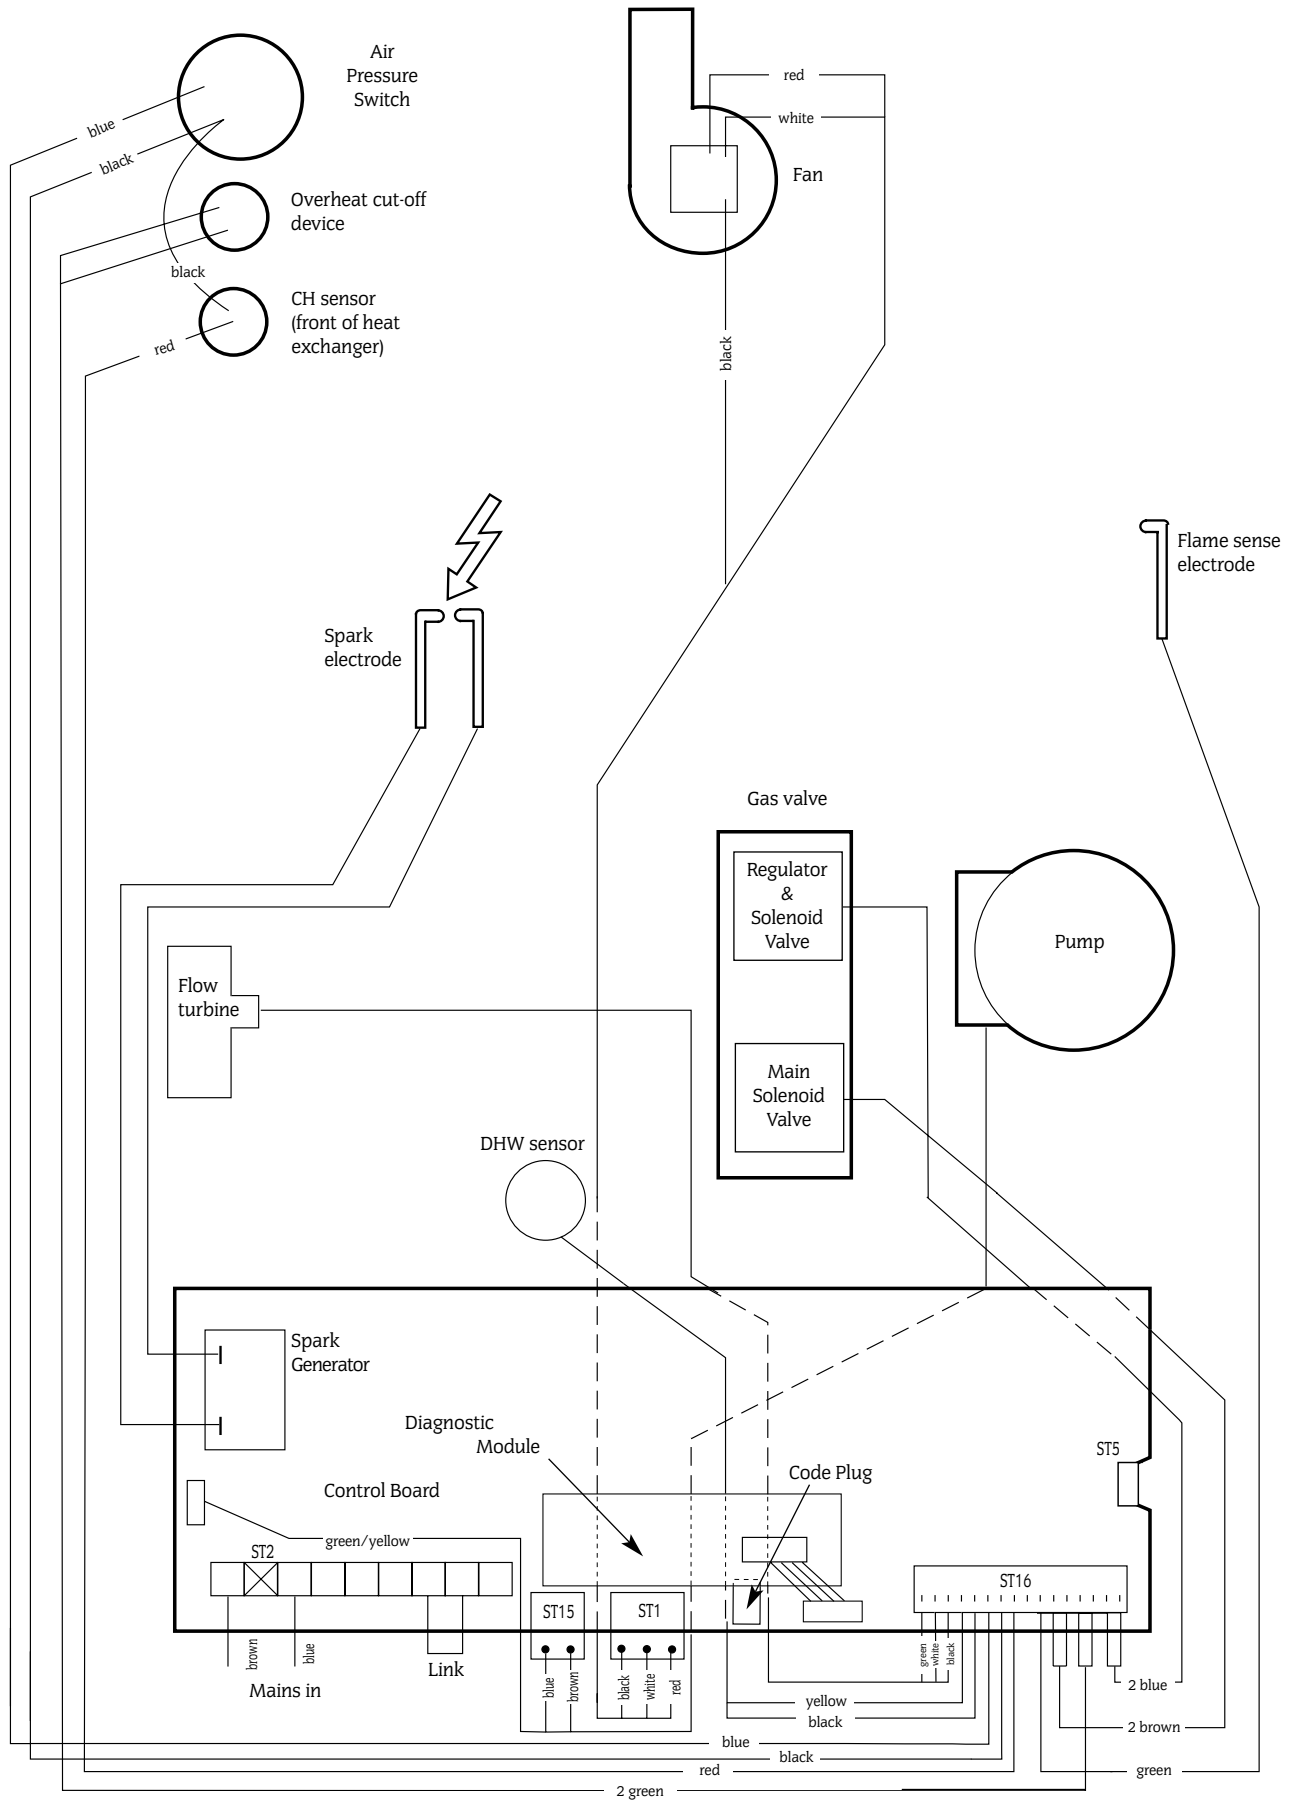 Air
Pressure
Switch
red
white
blue
black
Fan
Overheat cut-off
device
black
CH sensor
(front of heat
exchanger)
red
black
Flame sense
electrode
Spark
electrode
Gas valve
Regulator
&
Solenoid
Valve
Pump
Flow
turbine
Main
Solenoid
Valve
DHW sensor
Spark
Generator
Diagnostic
Module
ST5
Code Plug
Control Board
green/yellow
ST2
ST16
ST15
ST1
brown
blue
Mains in
Link
blue
brown
black
white
red
green
white
black
2 blue
yellow
black
2 brown
blue
black
red
green
2 green